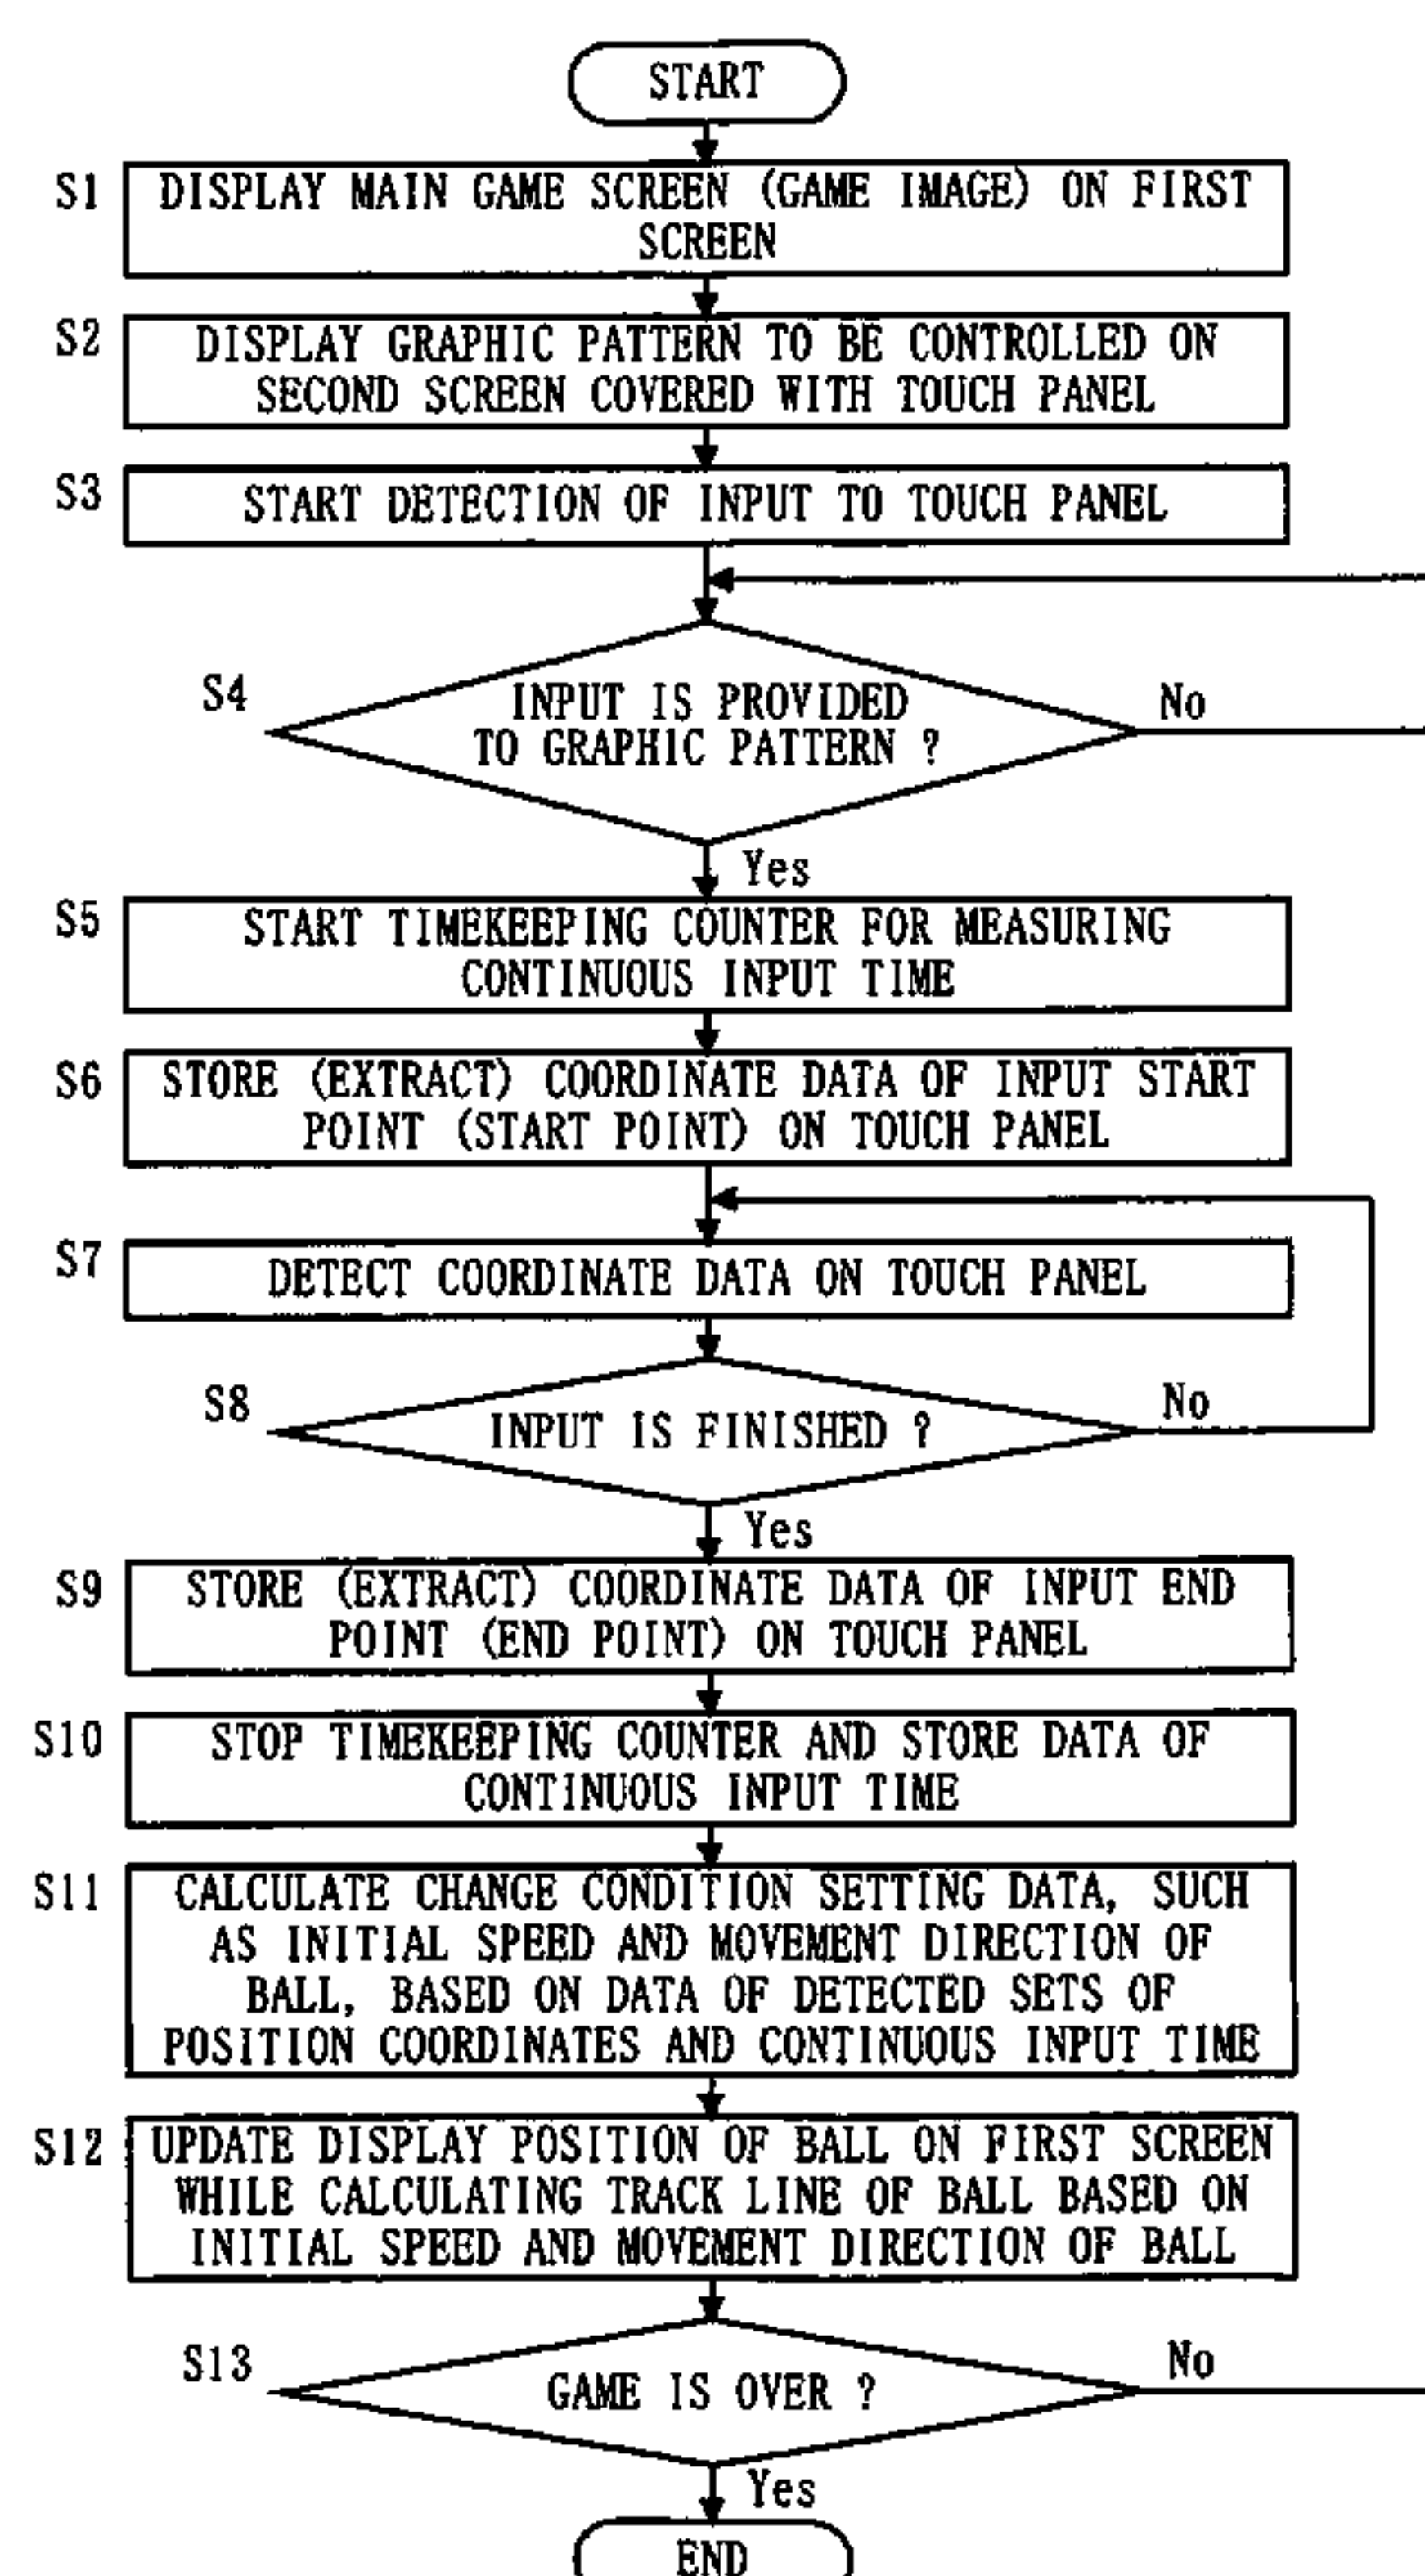 START
S1
DISPLAY MAIN GAME SCREEN (GAME IMAGE) ON FIRST
SCREEN
S2
DISPLAY GRAPHIC PATTERN TO BE CONTROLLED ON
SECOND SCREEN COVERED WITH TOUCH PANEL
S3
START DETECTION OF INPUT TO TOUCH PANEL
S4
INPUT IS PROVIDED
TO GRAPHIC PATTERN ?
No
Yes
S5
START TIMEKEEPING COUNTER FOR MEASURING
CONTINUOUS INPUT TIME
S6
STORE (EXTRACT) COORDINATE DATA OF INPUT START
POINT (START POINT) ON TOUCH PANEL
S7
DETECT COORDINATE DATA ON TOUCH PANEL
S8
INPUT IS FINISHED ?
No
Yes
S9
STORE (EXTRACT) COORDINATE DATA OF INPUT END
POINT (END POINT) ON TOUCH PANEL
S10
STOP TIMEKEEPING COUNTER AND STORE DATA OF
CONTINUOUS INPUT TIME
S11
CALCULATE CHANGE CONDITION SETTING DATA, SUCH
AS INITIAL SPEED AND MOVEMENT DIRECTION OF
BALL, BASED ON DATA OF DETECTED SETS OF
POSITION COORDINATES AND CONTINUOUS INPUT TIME
S12
UPDATE DISPLAY POSITION OF BALL ON FIRST SCREEN
WHILE CALCULATING TRACK LINE OF BALL BASED ON
INITIAL SPEED AND MOVEMENT DIRECTION OF BALL
S13
GAME IS OVER ?
No
Yes
END